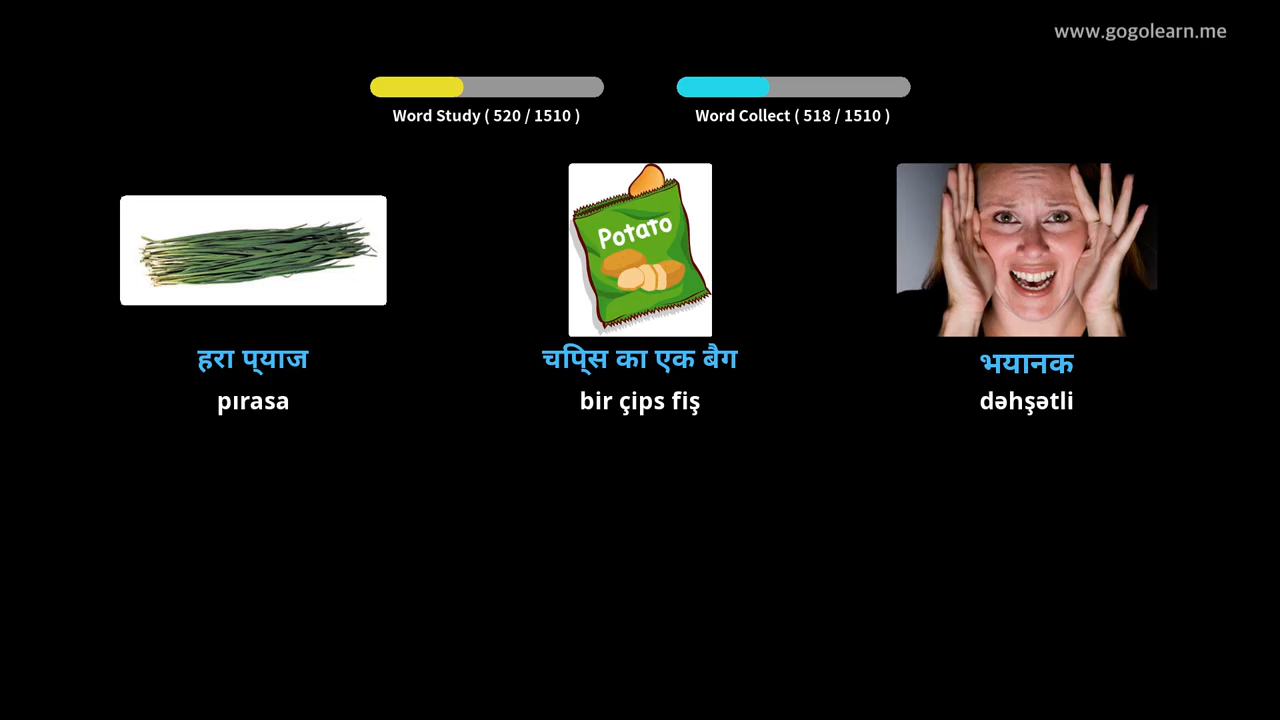 www.gogolearn.me
Word Study ( 520 / 1510 )
Word Collect ( 518 / 1510 )
Potato
हरा प्याज
चिप्स का एक बैग
भयानक
pırasa
bir çips fiş
dəhşətli